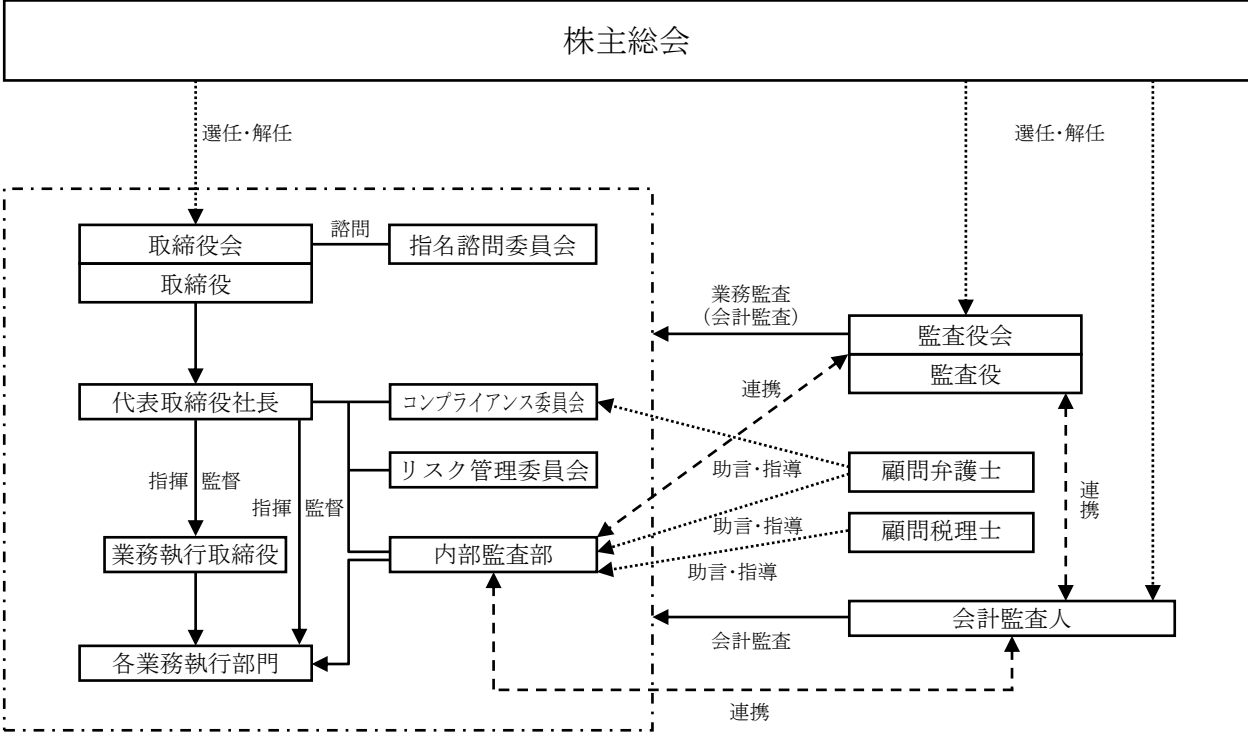 株主総会
選任・解任
選任・解任
取締役会
諮問
指名諮問委員会
取締役
業務監査
（会計監査）
監査役会
監査役
代表取締役社長
コンプライアンス委員会
連携
リスク管理委員会
助言・指導
顧問弁護士
指揮
監督
指揮
監督
連携
業務執行取締役
内部監査部
助言・指導
顧問税理士
助言・指導
会計監査人
会計監査
各業務執行部門
連携